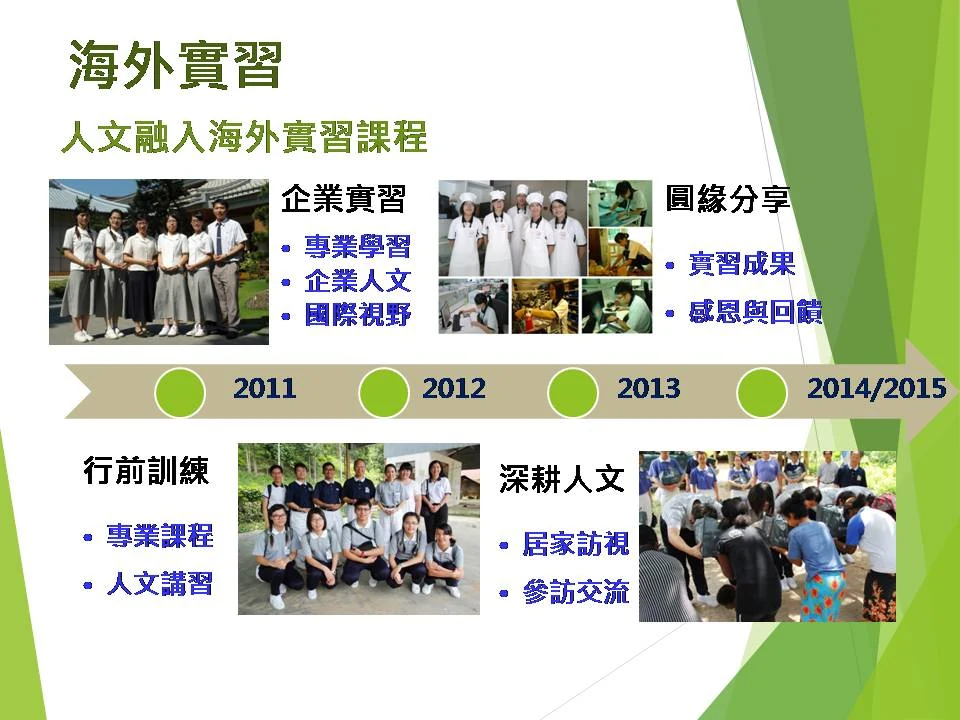 海外實習
人文融入海外實習課程
企業實習
• 專業學習
• 企業人文
• 國際視野
圓緣分享
• 實習成果
• 感恩與回饋
2011
2012
2013
2014/2015
行前訓練
• 專業課程
• 人文講習
深耕人文
• 居家訪視
• 參訪交流